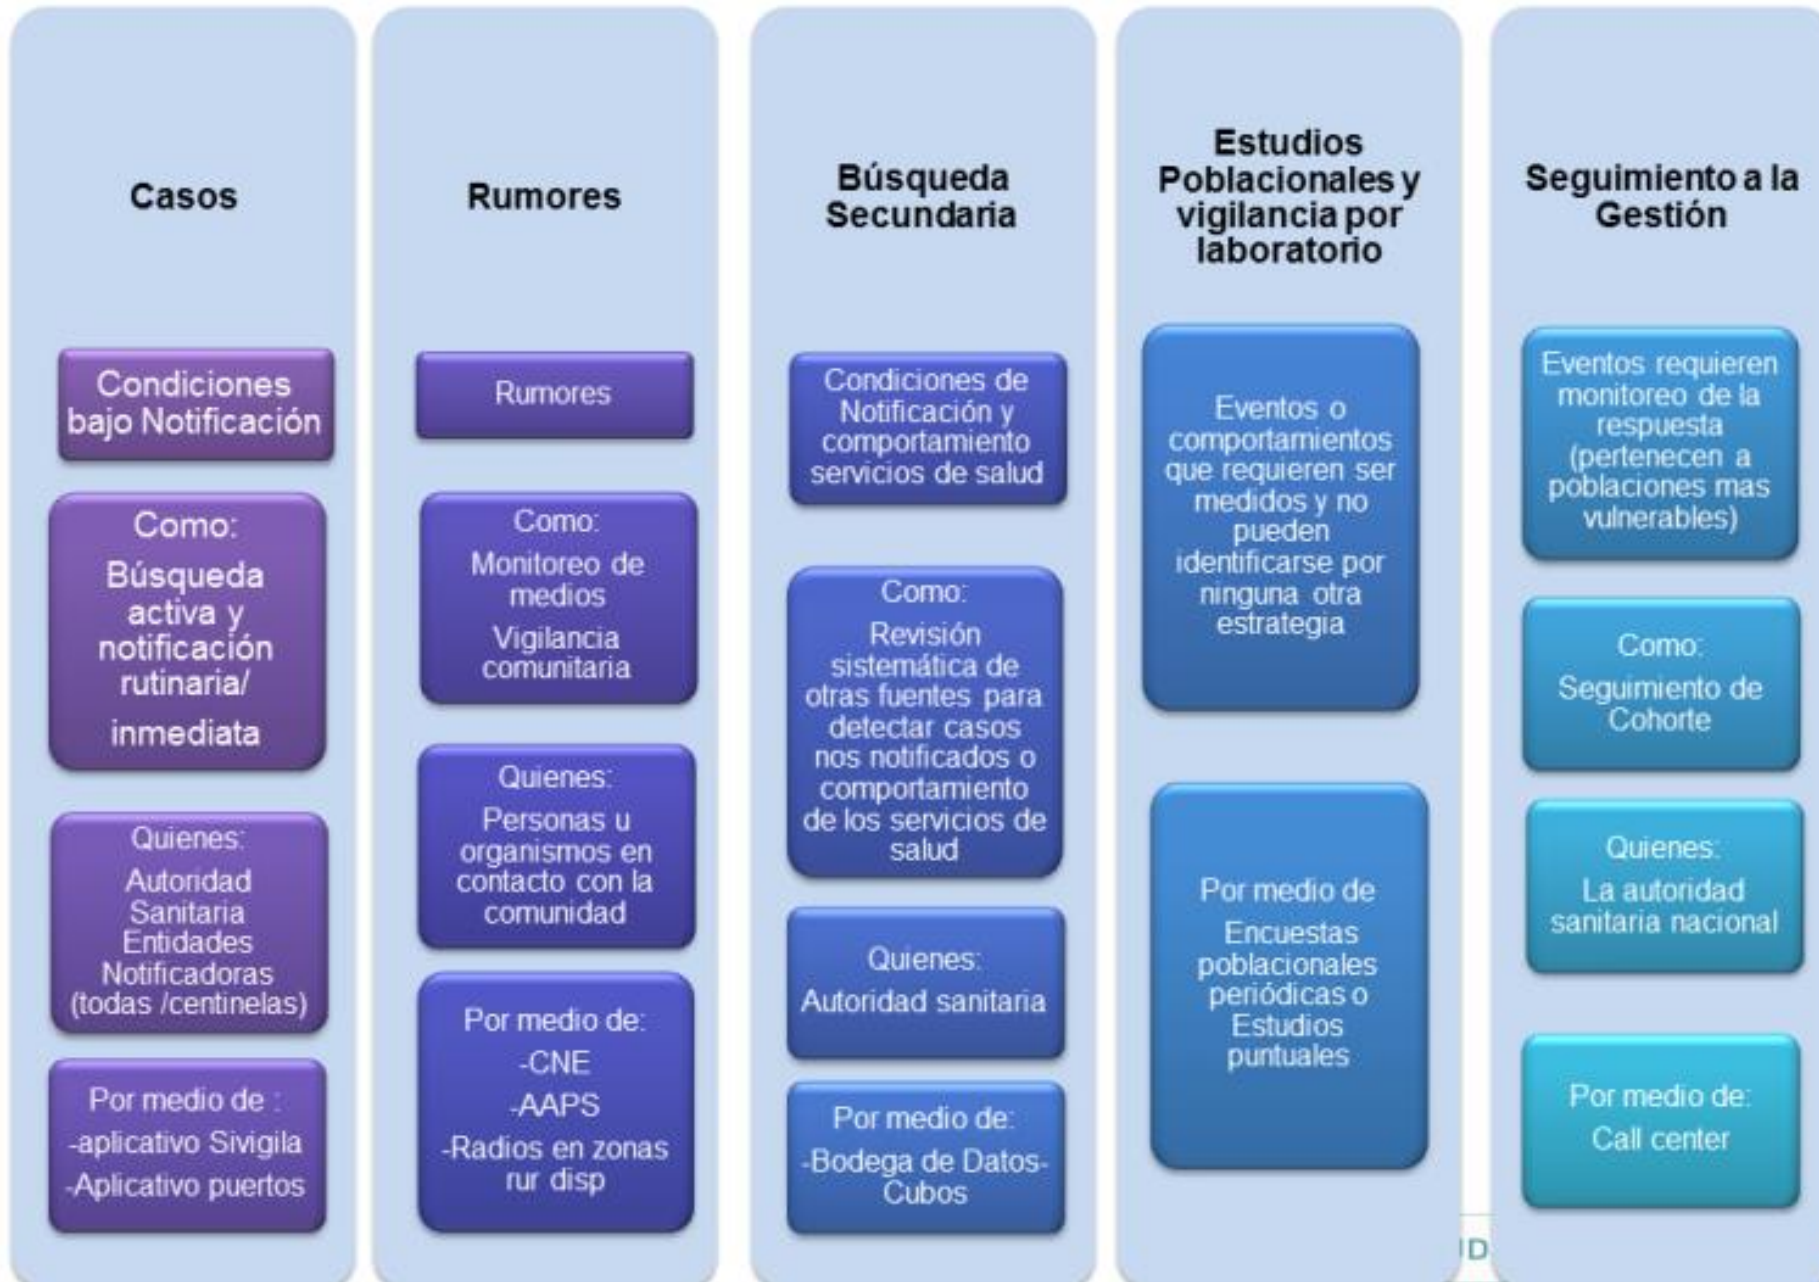 Casos
Condiciones
bajo Notificación
Como:
Búsqueda
activa y
notificación
rutinaria/
inmediata
Quienes:
Autoridad
Sanitaria
Entidades
Notificadoras
(todas /centinelas)
Por medio de :
-aplicativo Sivigila
-Aplicativo puertos
Rumores
Rumores
Como:
Monitoreo de
medios
Vigilancia
comunitaria
Quienes:
Personas u
organismos en
contacto con la
comunidad
Por medio de:
-CNE
-AAPS
-Radios en zonas
rur disp
Búsqueda
Secundaria
Condiciones de
Notificación y
comportamiento
servicios de salud
Como:
Revisión
sistemática de
otras fuentes para
detectar casos
nos notificados o
comportamiento
de los servicios de
salud
Quienes:
Autoridad sanitaria
Por medio de:
-Bodega de Datos-
Cubos
Estudios
Poblacionales y
vigilancia por
laboratorio
Eventos o
comportamientos
que requieren ser
medidos y no
pueden
identificarse por
ninguna otra
estrategia
Por medio de
Encuestas
poblacionales
periódicas o
Estudios
puntuales
Seguimiento a la
Gestión
Eventos requieren
monitoreo de la
respuesta
(pertenecen a
poblaciones mas
vulnerables)
Como:
Seguimiento de
Cohorte
Quienes:
La autoridad
sanitaria nacional
Por medio de:
Call center